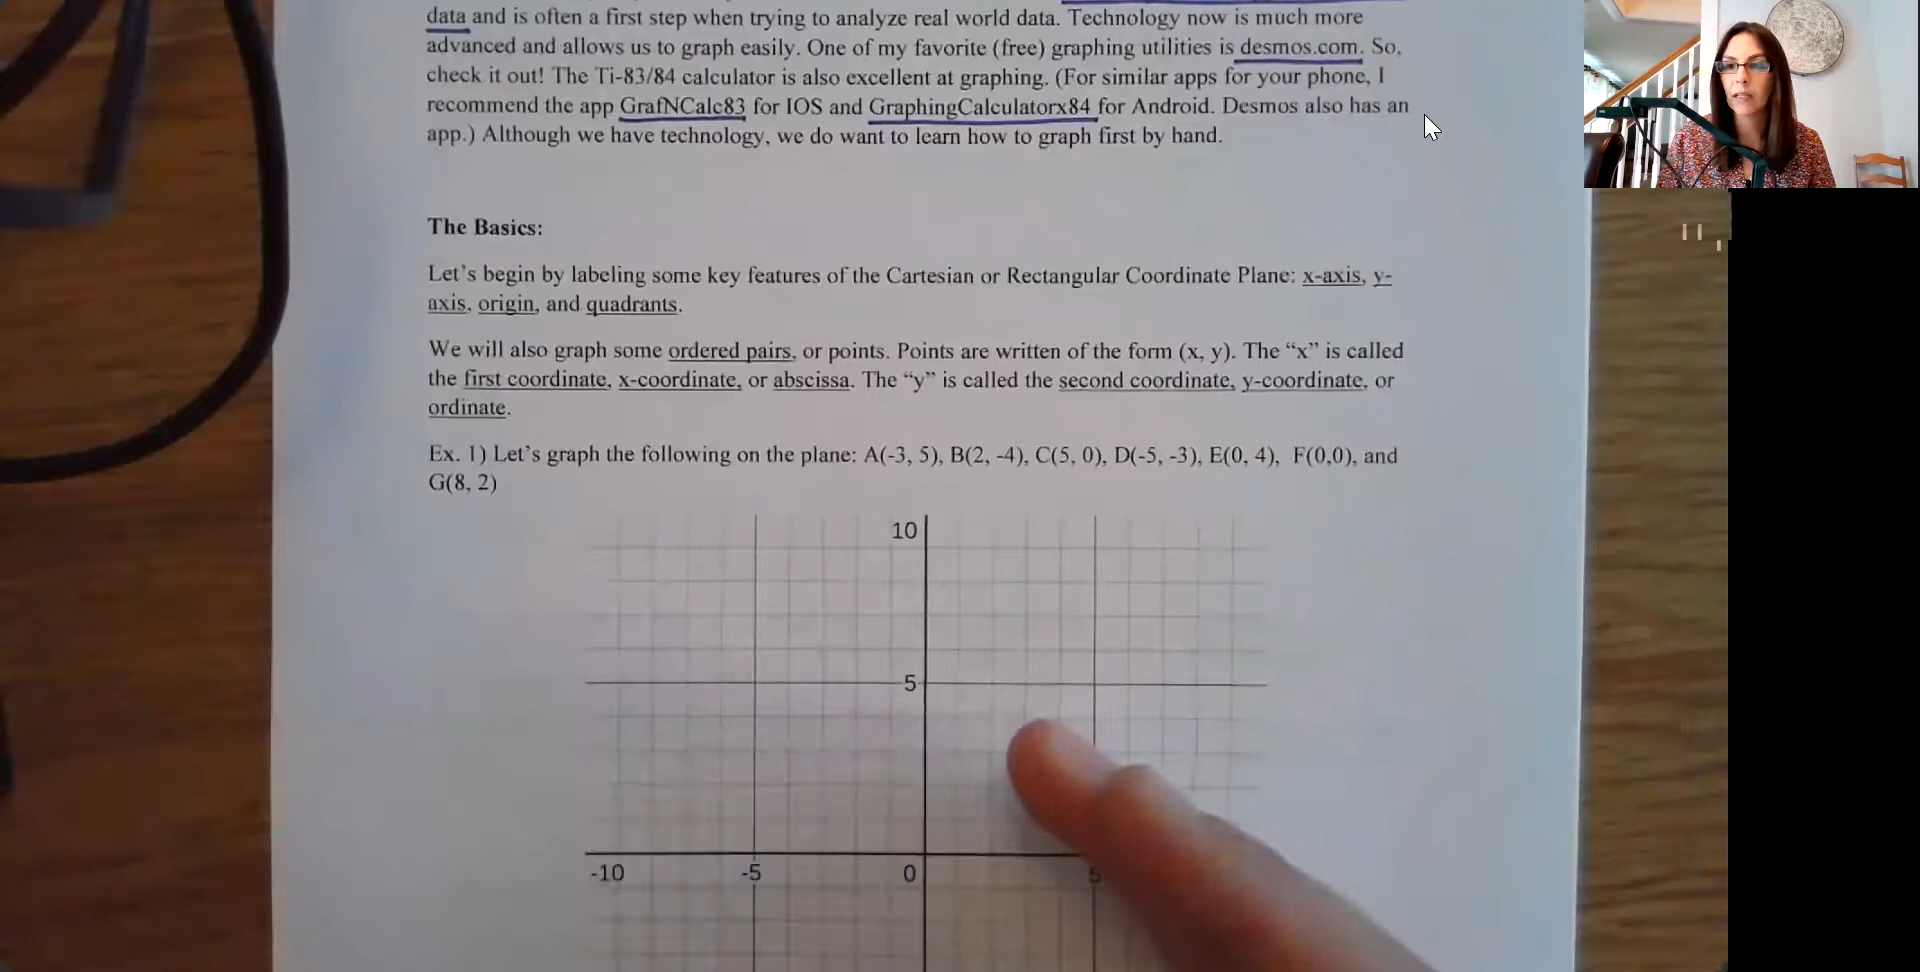 data and is often a first step when trying to analyze real world data. Technology now is much more
advanced and allows us to graph easily. One of my favorite (free) graphing utilities is desmos.com. So,
check it out! The Ti-83/84 calculator is also excellent at graphing. (For similar apps for your phone, I
recommend the app GrafNCalc83 for IOS and GraphingCalculatorx84 for Android. Desmos also has an
app.) Although we have technology, we do want to learn how to graph first by hand.
The Basics:
Let's begin by labeling some key features of the Cartesian or Rectangular Coordinate Plane: x-axis, y-
axis, origin, and quadrants.
We will also graph some ordered pairs, or points. Points are written of the form (x, y). The “x” is called
the first coordinate, x-coordinate, or abscissa. The “y” is called the second coordinate, y-coordinate, or
ordinate.
Ex. 1) Let's graph the following on the plane: A(-3, 5), B(2, -4), C(5, 0), D(-5, -3), E(0, 4), F(0,0), and
G(8, 2)
10
5
-10 -5 0 5